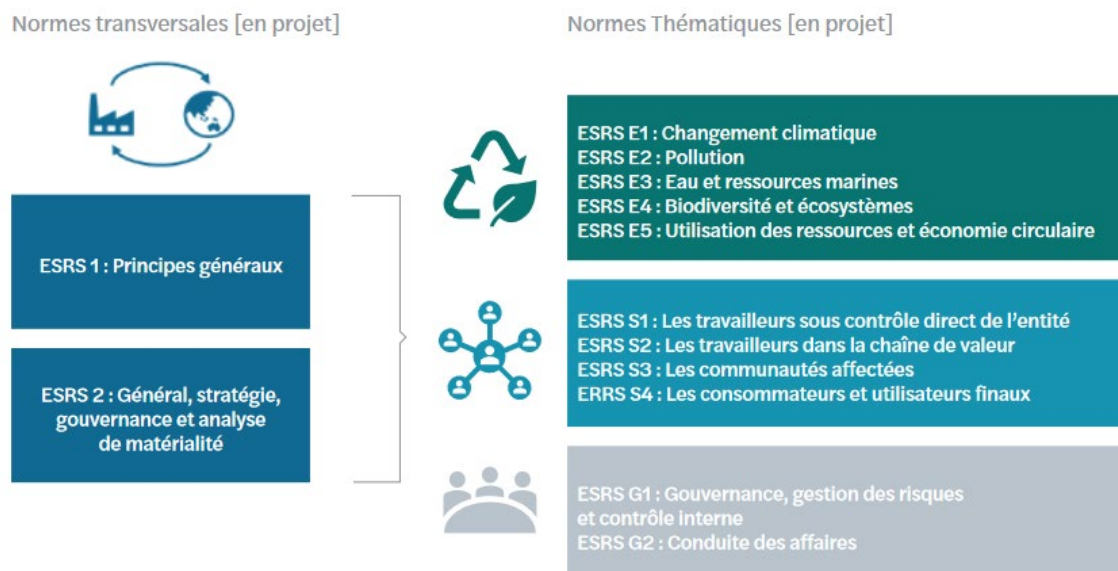 Normes transversales [en projet]
ESRS 1 : Principes généraux
ESRS 2 : Général, stratégie,
gouvernance et analyse
de matérialité
Normes Thématiques [en projet]
ESRS E1 : Changement climatique
ESRS E2 : Pollution
ESRS E3 : Eau et ressources marines
ESRS E4 : Biodiversité et écosystèmes
ESRS E5 : Utilisation des ressources et économie circulaire
ESRS S1 : Les travailleurs sous contrôle direct de l'entité
ESRS S2 : Les travailleurs dans la chaîne de valeur
ESRS S3 : Les communautés affectées
ERRS S4 : Les consommateurs et utilisateurs finaux
ESRS G1 : Gouvernance, gestion des risques
et contrôle interne
ESRS G2 : Conduite des affaires